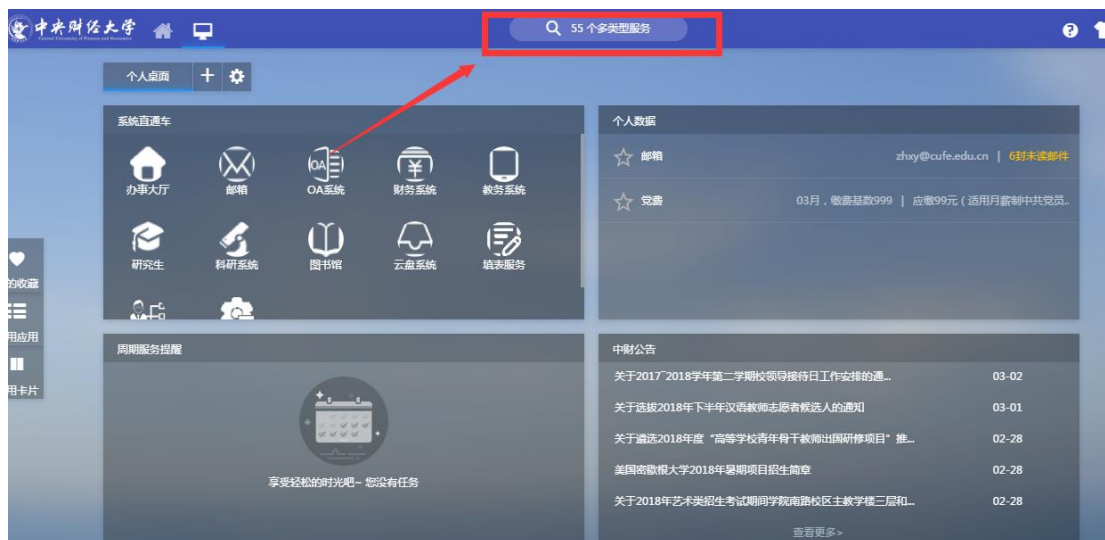 中央财经大学
Central University of Finance and Economics
55 个多类型服务
个人桌面
系统直通车
办事大厅
邮箱
OA系统
财务系统
教务系统
研究生
科研系统
图书馆
云盘系统
填表服务
的收藏
用应用
用卡片
个人数据
邮箱 zhxy@cufe.edu.cn | 6封未读邮件
党费 03月，缴费基数999 | 应缴99元 ( 适用月薪制中共党员..
周期服务提醒
享受轻松的时光吧~ 您没有任务
中财公告
关于2017~2018学年第二学期校领导接待日工作安排的通... 03-02
关于选拔2018年下半年汉语教师志愿者候选人的通知 03-01
关于遴选2018年度“高等学校青年骨干教师出国研修项目”推... 02-28
美国密歇根大学2018年暑期项目招生简章 02-28
关于2018年艺术类招生考试期间学院南路校区主教学楼三层和... 02-28
查看更多>